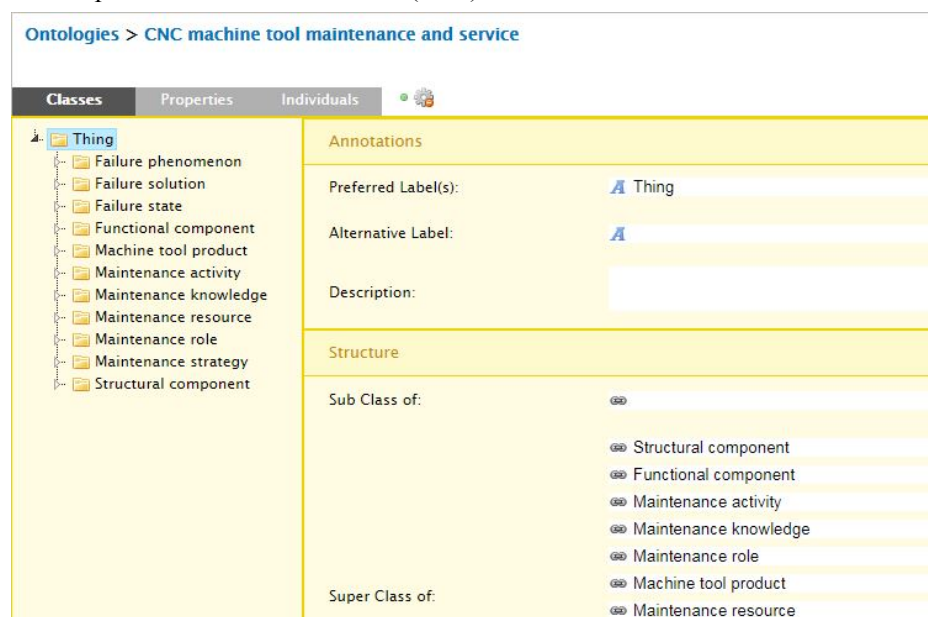 Ontologies > CNC machine tool maintenance and service
Classes Properties Individuals
Thing
Failure phenomenon
Failure solution
Failure state
Functional component
Machine tool product
Maintenance activity
Maintenance knowledge
Maintenance resource
Maintenance role
Maintenance strategy
Structural component
Annotations
Preferred Label(s): Thing
Alternative Label:
Description:
Structure
Sub Class of:
Structural component
Functional component
Maintenance activity
Maintenance knowledge
Maintenance role
Machine tool product
Super Class of:
Maintenance resource